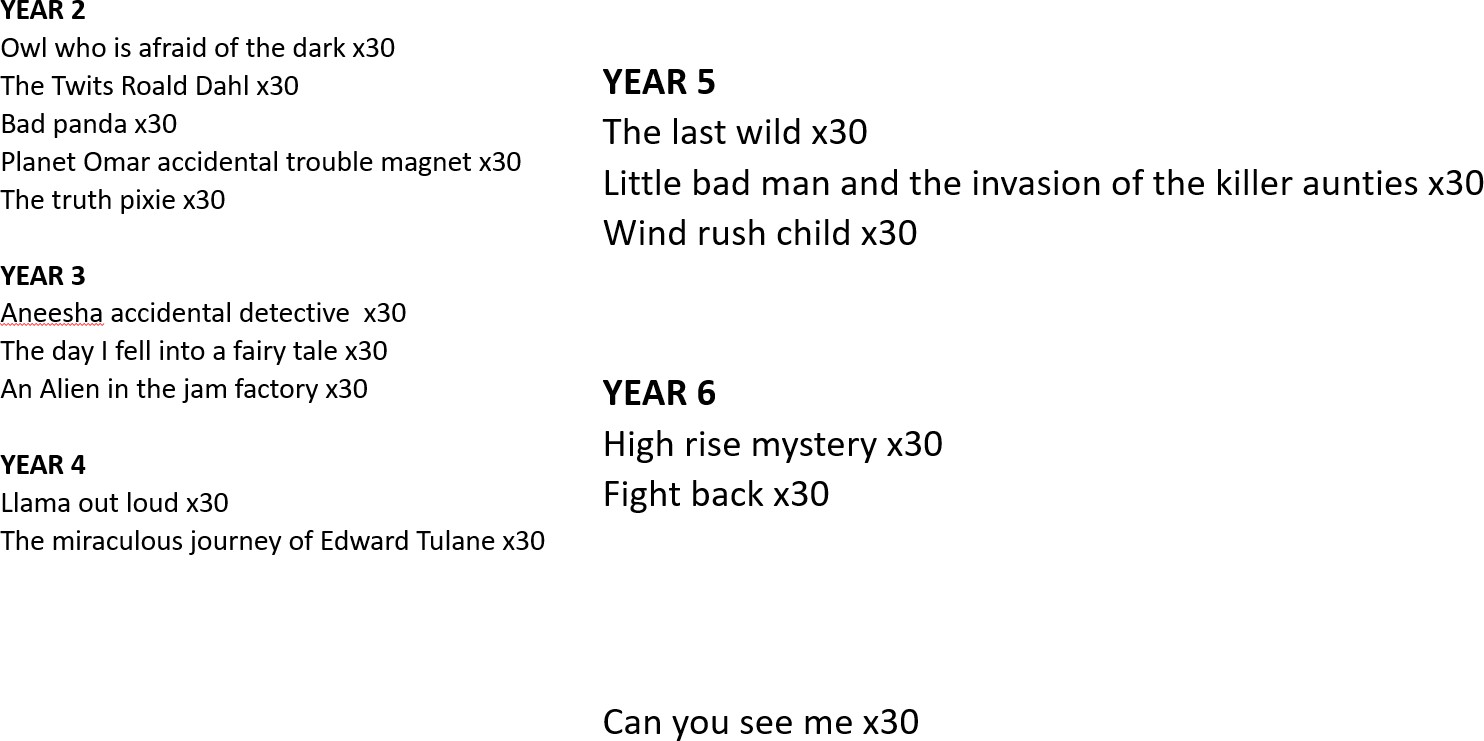 YEAR 2
Owl who is afraid of the dark x30
The Twits Roald Dahl x30
Bad panda x30
Planet Omar accidental trouble magnet x30
The truth pixie x30
YEAR 3
Aneesha accidental detective  x30
The day I fell into a fairy tale x30
An Alien in the jam factory x30
YEAR 4
Llama out loud x30
The miraculous journey of Edward Tulane x30
YEAR 5
The last wild x30
Little bad man and the invasion of the killer aunties x30
Wind rush child x30
YEAR 6
High rise mystery x30
Fight back x30
Can you see me x30